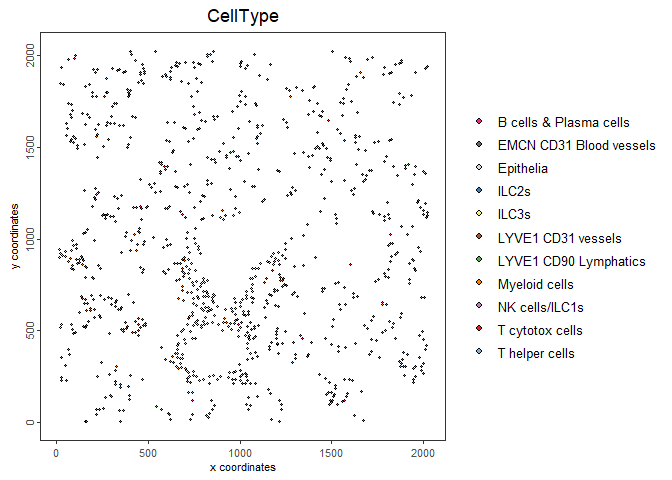 CellType
2000
1500
1000
500
0
y coordinates
0
500
1000
1500
2000
x coordinates
B cells & Plasma cells
EMCN CD31 Blood vessels
Epithelia
ILC2s
ILC3s
LYVE1 CD31 vessels
LYVE1 CD90 Lymphatics
Myeloid cells
NK cells/ILC1s
T cytotox cells
T helper cells